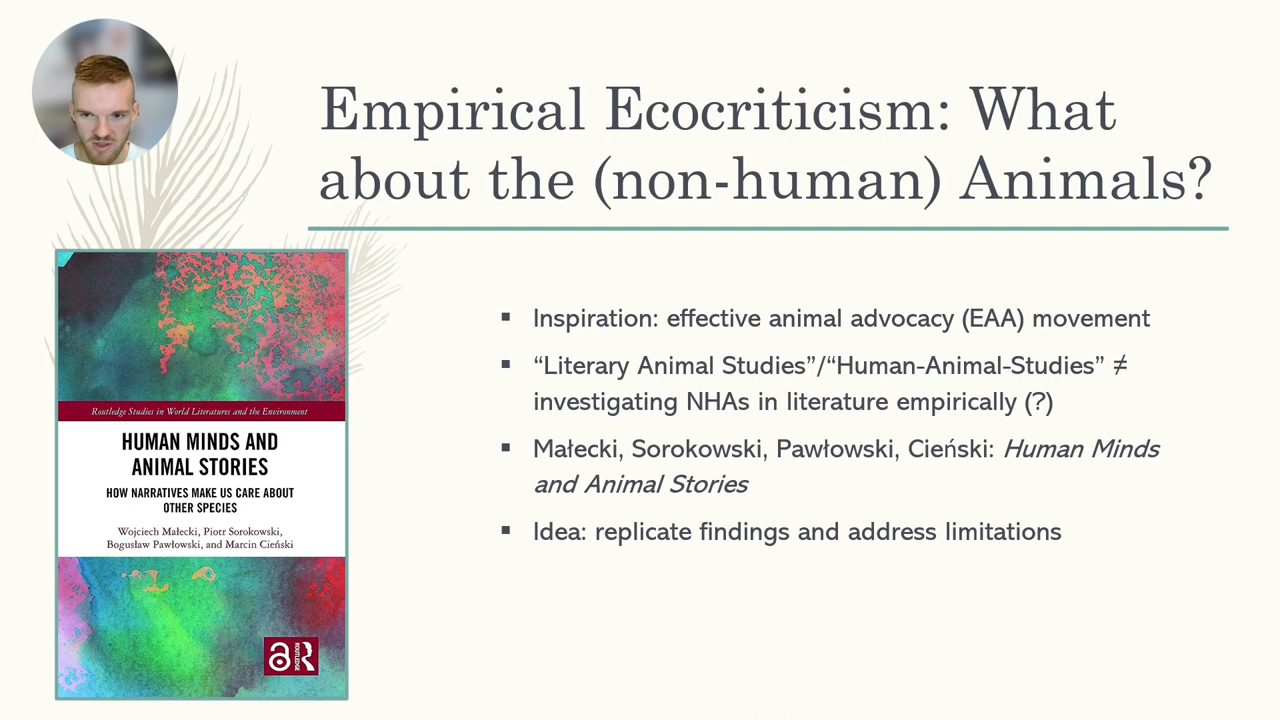 Empirical Ecocriticism: What
about the (non-human) Animals?
Routledge Studies in World Literatures and the Environment
HUMAN MINDS AND
ANIMAL STORIES
HOW NARRATIVES MAKE US CARE ABOUT
OTHER SPECIES
Wojciech Małecki, Piotr Sorokowski,
Bogusław Pawłowski, and Marcin Cieński
ROUTLEDGE
▪ Inspiration: effective animal advocacy (EAA) movement
▪ “Literary Animal Studies”/“Human-Animal-Studies” ≠
investigating NHAs in literature empirically (?)
▪ Małecki, Sorokowski, Pawłowski, Cieński: Human Minds
and Animal Stories
▪ Idea: replicate findings and address limitations